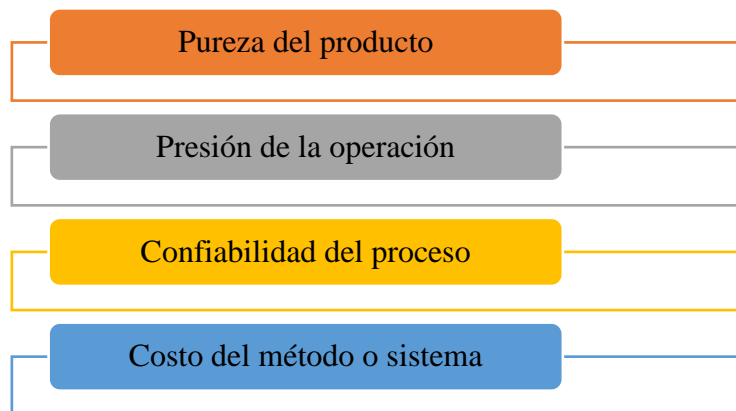 Pureza del producto
Presión de la operación
Confiabilidad del proceso
Costo del método o sistema